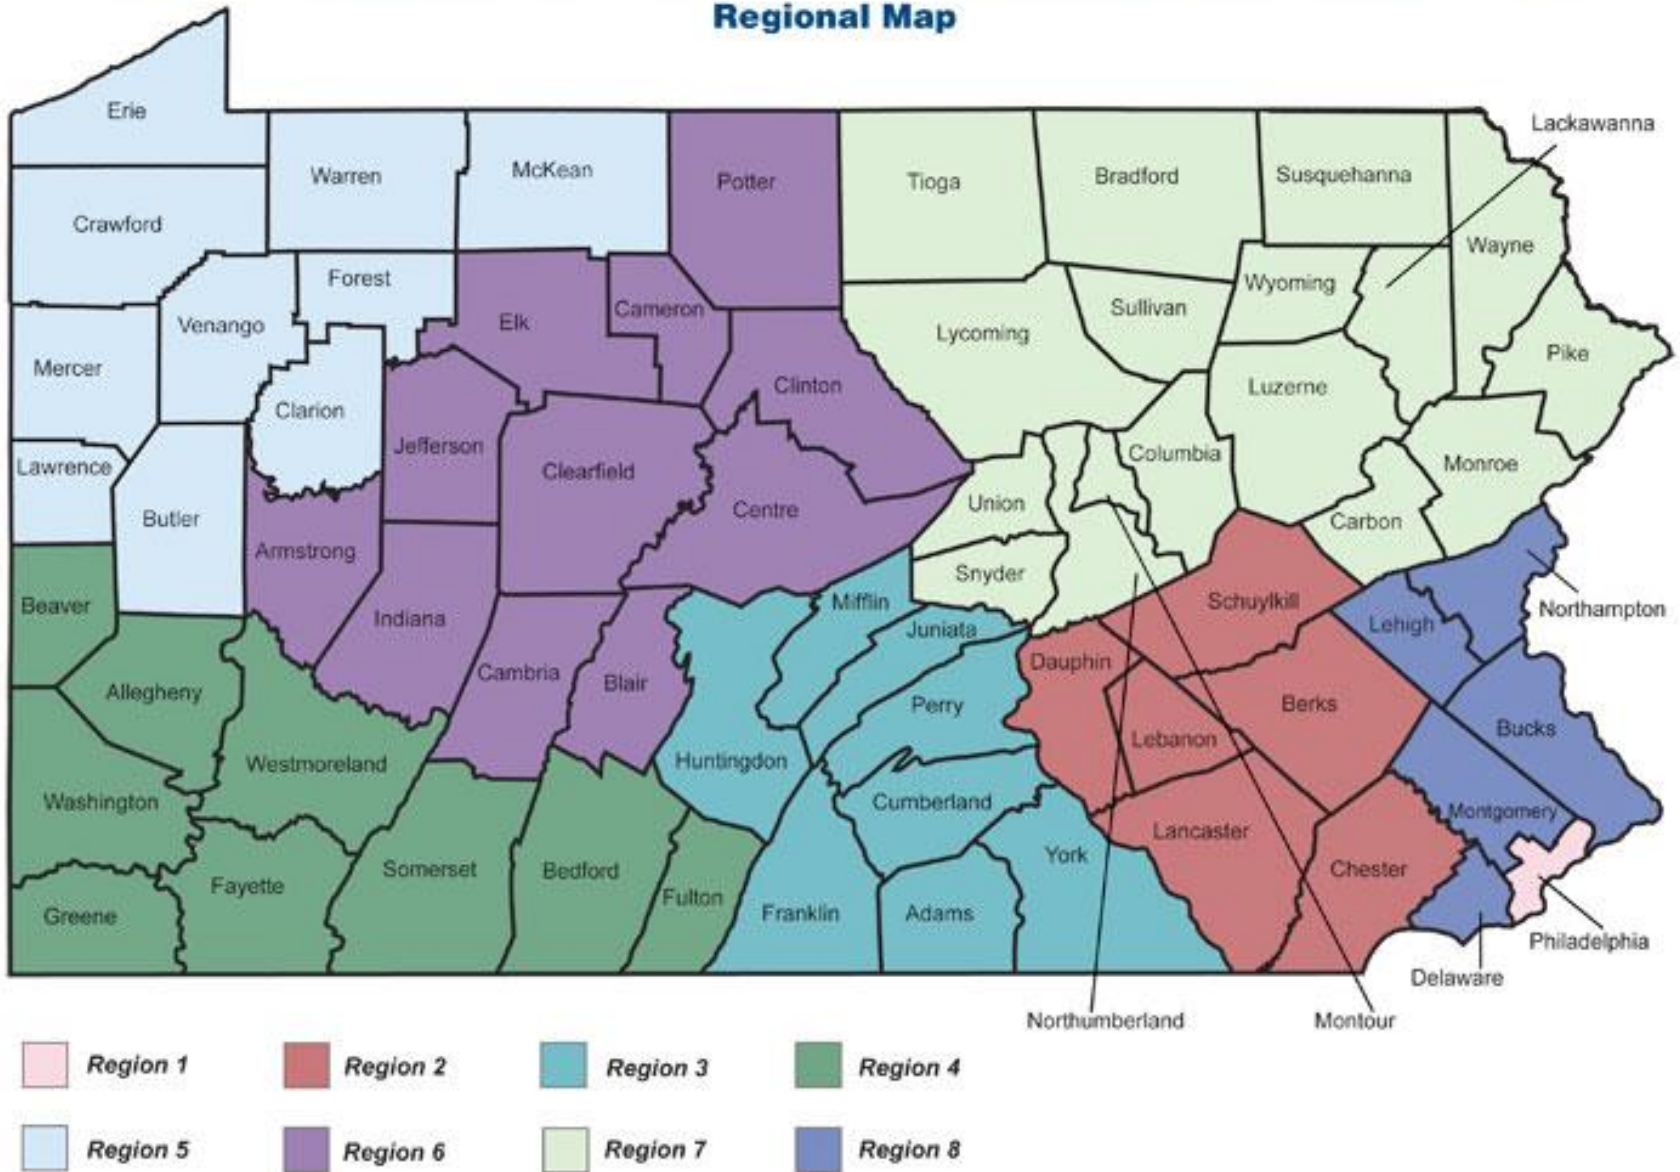 Regional Map
Erie
Lackawanna
Warren
McKean
Potter
Tioga
Bradford
Susquehanna
Crawford
Wayne
Forest
Wyoming
Venango
Elk
Cameron
Sullivan
Lycoming
Mercer
Pike
Clinton
Luzerne
Clarion
Jefferson
Columbia
Lawrence
Clearfield
Monroe
Union
Centre
Butler
Carbon
Armstrong
Snyder
Beaver
Mifflin
Schuylkill
Northampton
Indiana
Juniata
Lehigh
Dauphin
Cambria
Blair
Allegheny
Perry
Berks
Bucks
Lebanon
Huntingdon
Westmoreland
Washington
Cumberland
Montgomery
Lancaster
York
Somerset
Bedford
Chester
Fayette
Fulton
Greene
Franklin
Adams
Philadelphia
Delaware
Northumberland
Montour
Region 1
Region 2
Region 3
Region 4
Region 5
Region 6
Region 7
Region 8